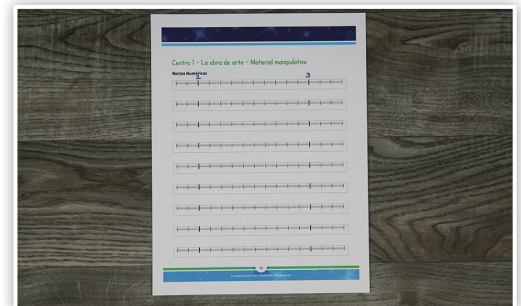 Centro 1 - La obra de arte - Material manipulativo
Rectas Numéricas
2 3